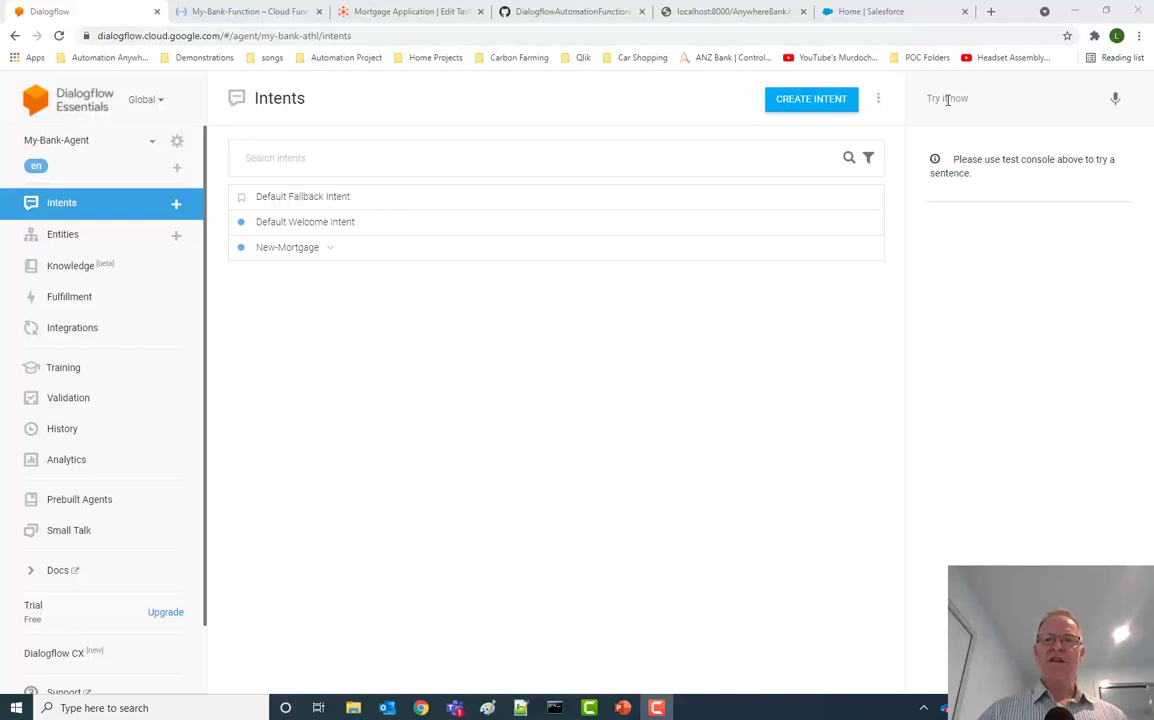 Dialogflow
My-Bank-Function – Cloud Fun
Mortgage Application | Edit Tas
DialogflowAutomationFunction
localhost:8000/AnywhereBank/
Home | Salesforce
dialogflow.cloud.google.com/#/agent/my-bank-athl/intents
Apps
Automation Anywh...
Demonstrations
songs
Automation Project
Home Projects
Carbon Farming
Qlik
Car Shopping
ANZ Bank | Control...
YouTube's Murdoch...
POC Folders
Headset Assembly...
Reading list
Dialogflow
Essentials
Global
Intents
CREATE INTENT
Try it now
My-Bank-Agent
en
Search intents
Please use test console above to try a
sentence.
Intents
Default Fallback Intent
Default Welcome Intent
New-Mortgage
Entities
Knowledge [beta]
Fulfillment
Integrations
Training
Validation
History
Analytics
Prebuilt Agents
Small Talk
Docs
Trial
Free
Upgrade
Dialogflow CX [new]
Support
Type here to search